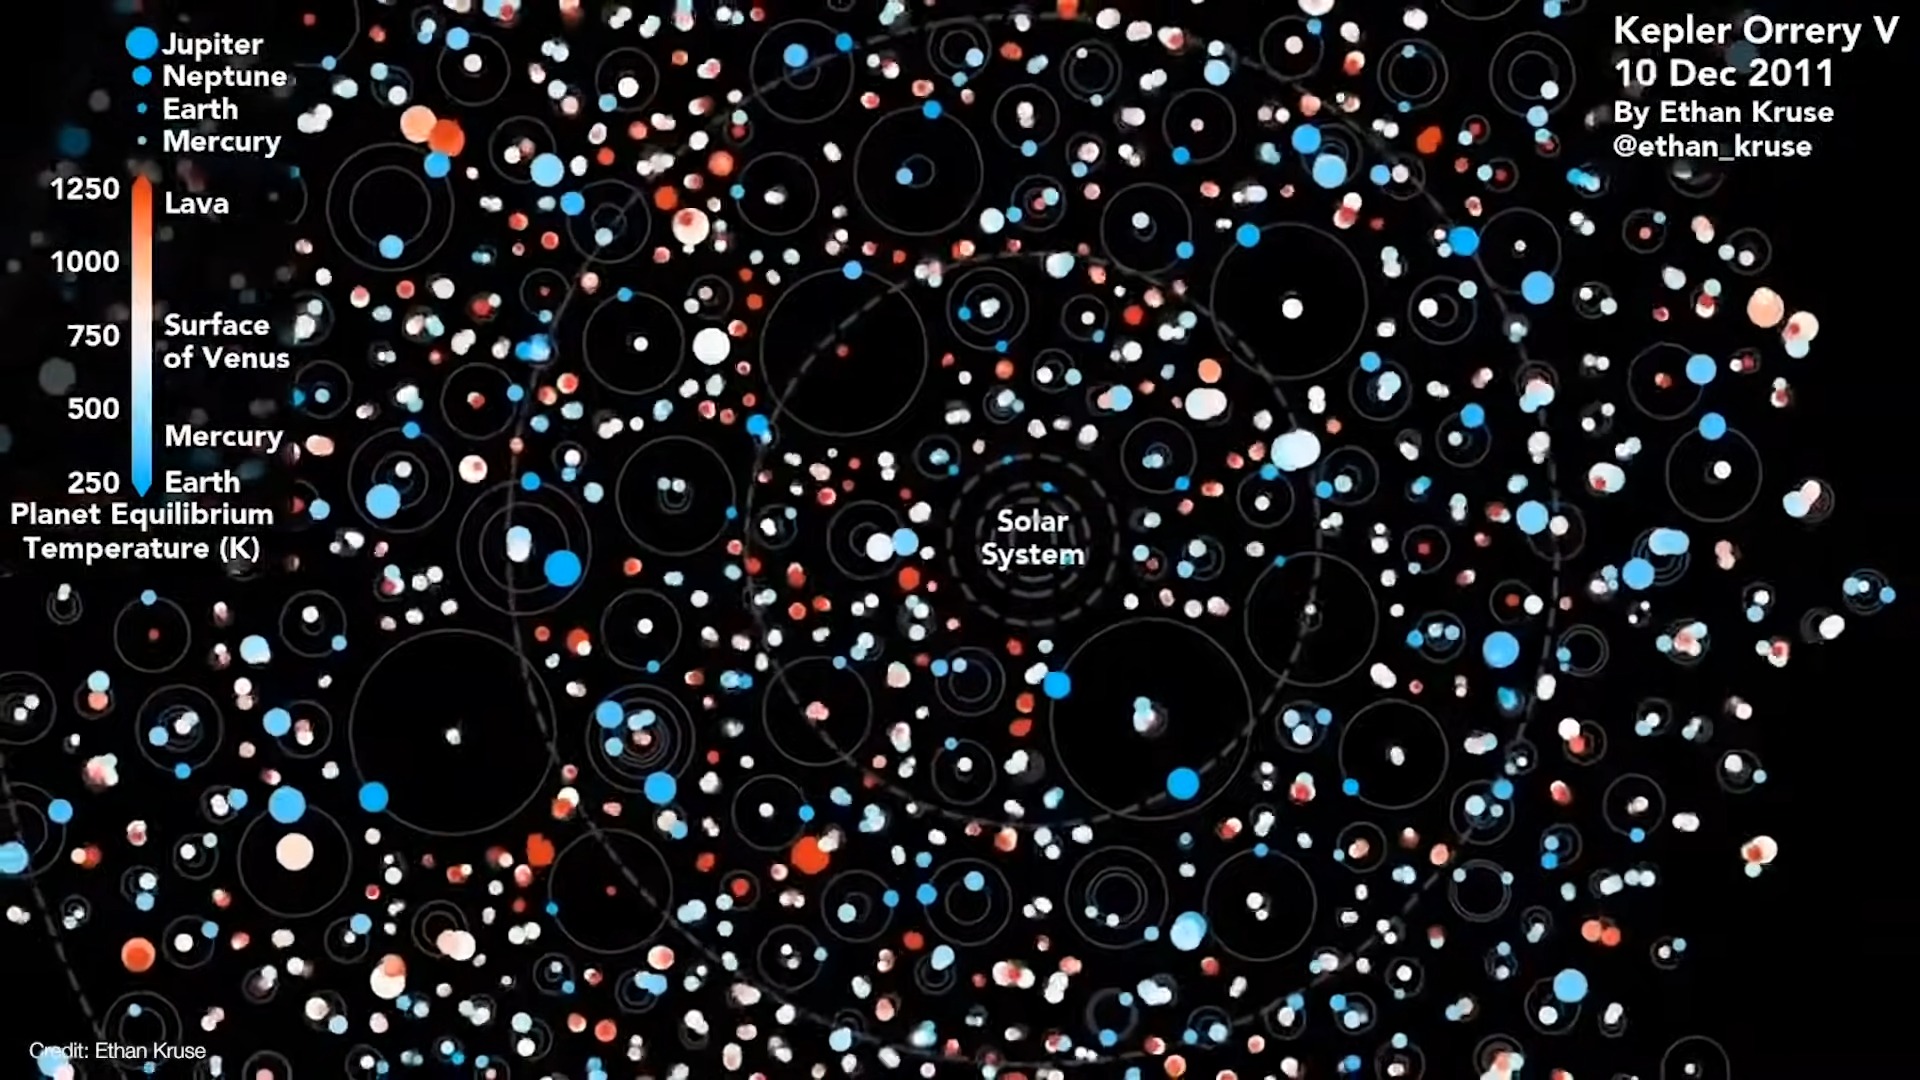 Jupiter
Neptune
Earth
Mercury
1250
Lava
1000
750
Surface
of Venus
500
Mercury
250
Earth
Planet Equilibrium
Temperature (K)
Kepler Orrery V
10 Dec 2011
By Ethan Kruse
@ethan_kruse
Solar
System
Credit: Ethan Kruse